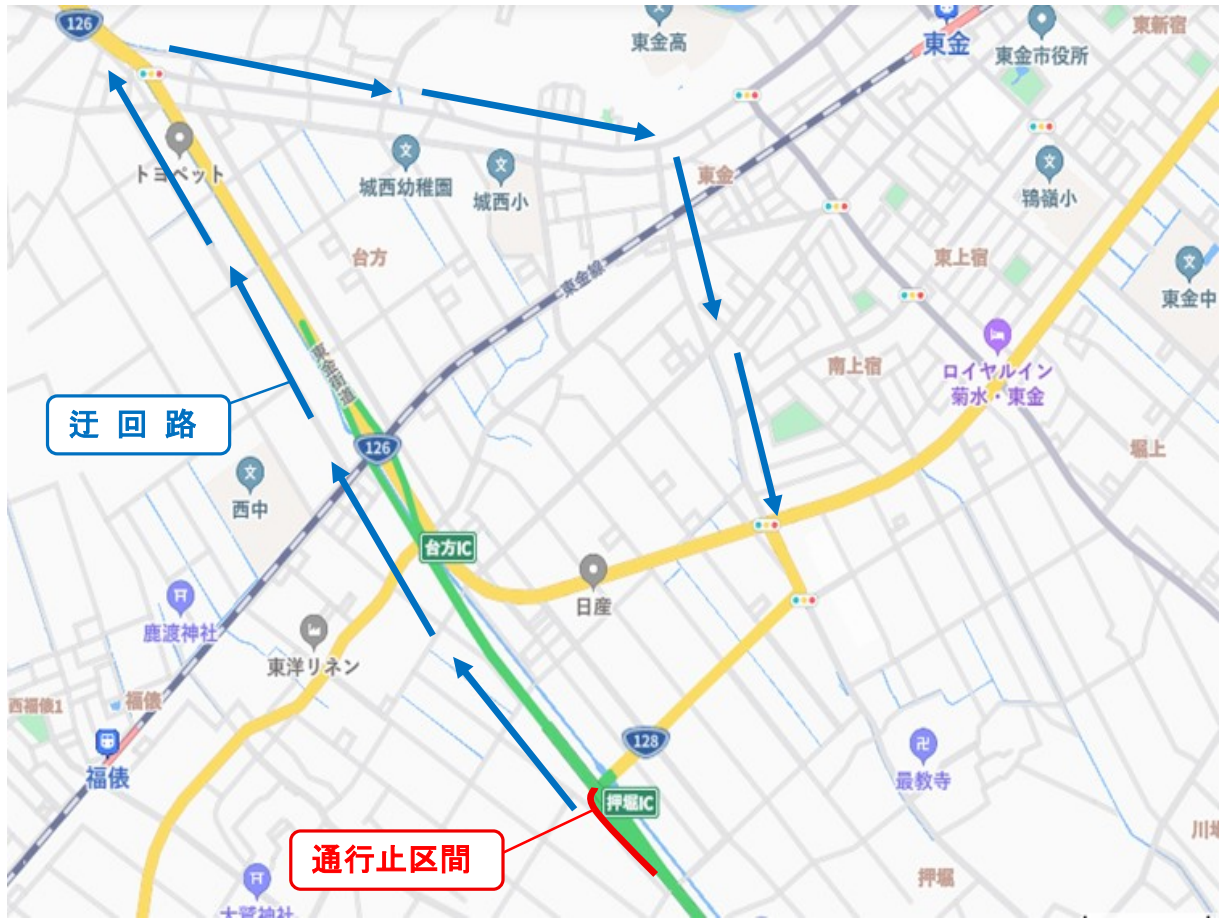 126
東金高
東金
東金市役所
東新宿
トヨペット
城西幼稚園
城西小
東金
鴇嶺小
台方
東金線
東上宿
東金中
東金街道
南上宿
ロイヤルイン
菊水・東金
迂回路
126
堀上
西中
台方IC
日産
鹿渡神社
東洋リネン
西福俵1
福俵
128
福俵
最教寺
押堀IC
通行止区間
押堀
大鷲神社